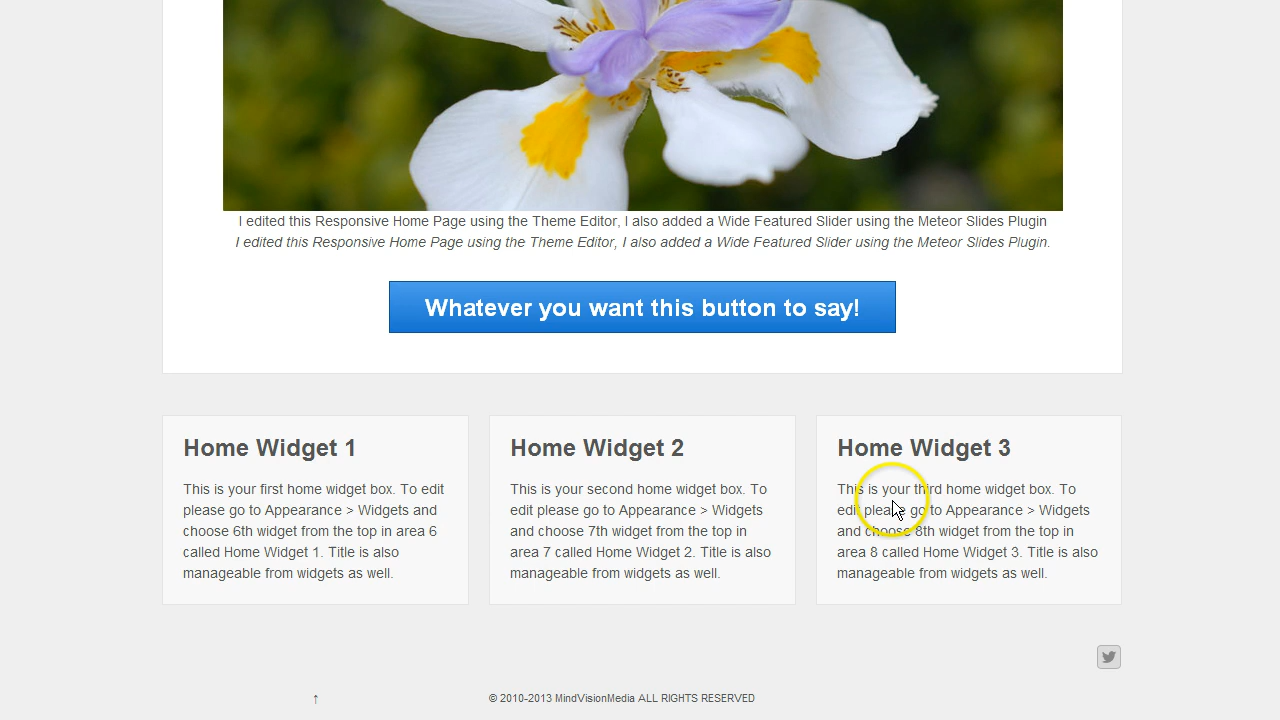 I edited this Responsive Home Page using the Theme Editor, I also added a Wide Featured Slider using the Meteor Slides Plugin
I edited this Responsive Home Page using the Theme Editor, I also added a Wide Featured Slider using the Meteor Slides Plugin.
Whatever you want this button to say!
Home Widget 1
This is your first home widget box. To edit
please go to Appearance > Widgets and
choose 6th widget from the top in area 6
called Home Widget 1. Title is also
manageable from widgets as well.
Home Widget 2
This is your second home widget box. To
edit please go to Appearance > Widgets
and choose 7th widget from the top in
area 7 called Home Widget 2. Title is also
manageable from widgets as well.
Home Widget 3
This is your third home widget box. To
edit please go to Appearance > Widgets
and choose 8th widget from the top in
area 8 called Home Widget 3. Title is also
manageable from widgets as well.
↑
© 2010-2013 MindVisionMedia ALL RIGHTS RESERVED